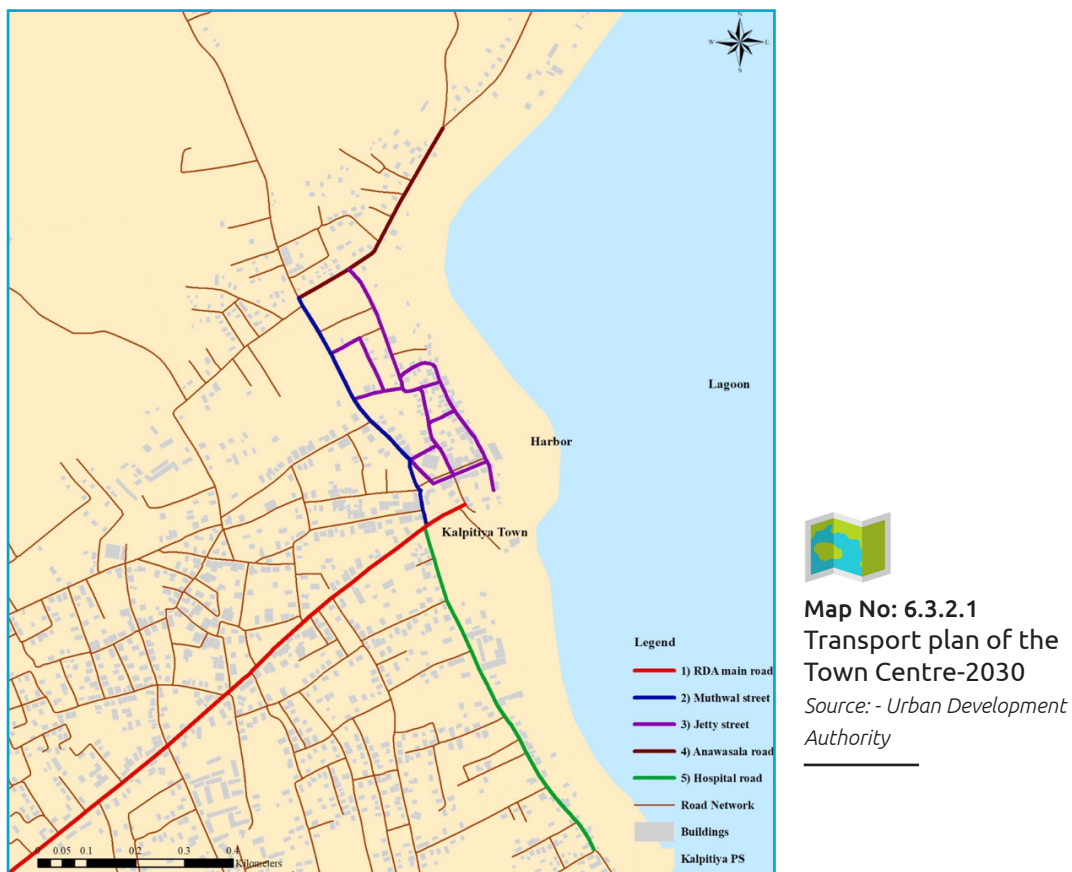 N
W
E
S
Lagoon
Harbor
Kalpitiya Town
Legend
1) RDA main road
2) Muthwal street
3) Jetty street
4) Anawasala road
5) Hospital road
Road Network
Buildings
Kalpitiya PS
0 0.05 0.1 0.2 0.3 0.4
Kilometers
Map No: 6.3.2.1
Transport plan of the
Town Centre-2030
Source: - Urban Development
Authority